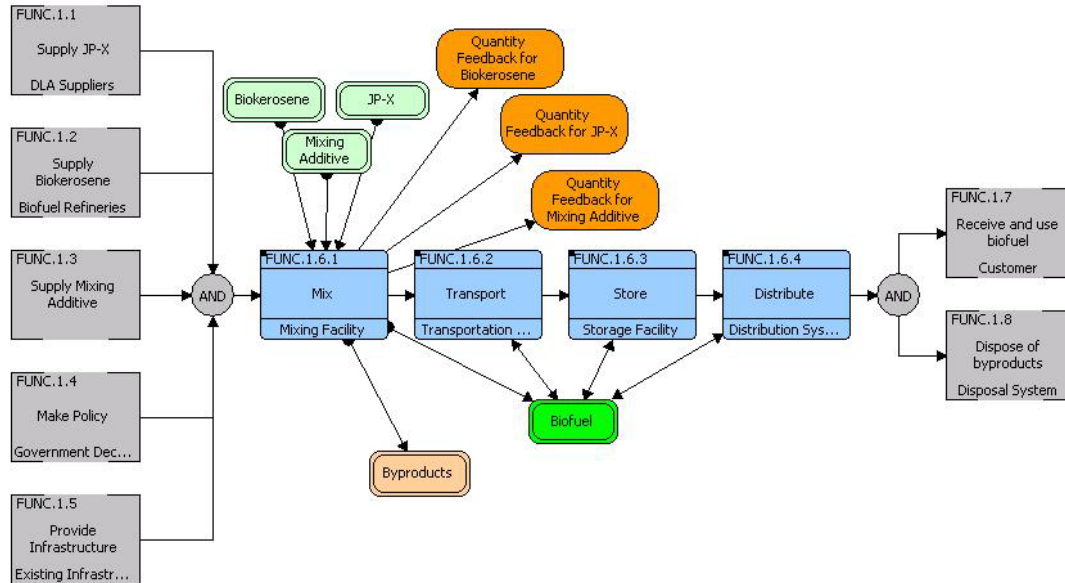 FUNC.1.1
Supply JP-X
DLA Suppliers
FUNC.1.2
Supply
Biokerosene
Biofuel Refineries
FUNC.1.3
Supply Mixing
Additive
FUNC.1.4
Make Policy
Government Dec...
FUNC.1.5
Provide
Infrastructure
Existing Infrastr...
AND
Biokerosene
JP-X
Mixing
Additive
Quantity
Feedback for
Biokerosene
Quantity
Feedback for JP-X
Quantity
Feedback for
Mixing Additive
FUNC.1.6.1
Mix
Mixing Facility
FUNC.1.6.2
Transport
Transportation ...
FUNC.1.6.3
Store
Storage Facility
FUNC.1.6.4
Distribute
Distribution Sys...
Biofuel
Byproducts
AND
FUNC.1.7
Receive and use
biofuel
Customer
FUNC.1.8
Dispose of
byproducts
Disposal System